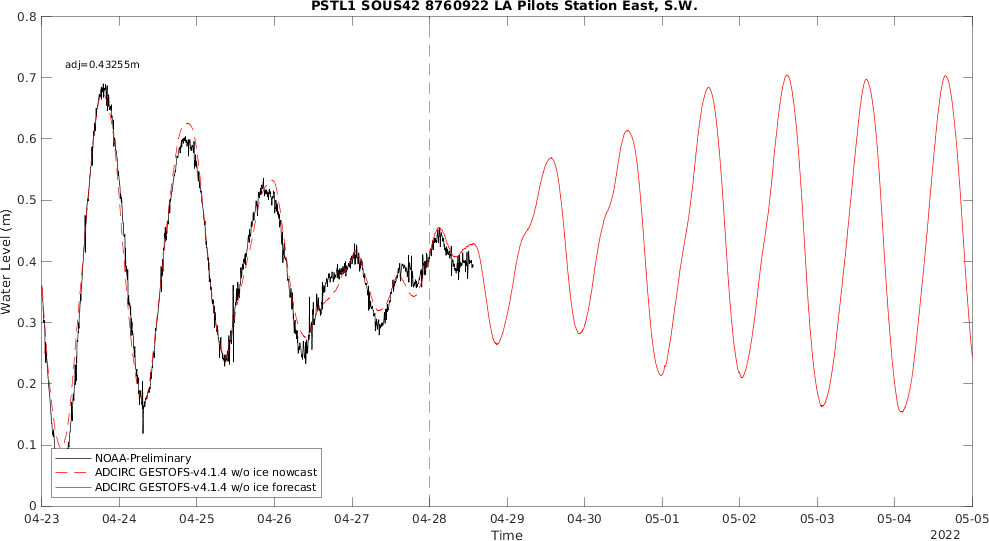 PSTL1 SOUS42 8760922 LA Pilots Station East, S.W.
adj=0.43255m
Water Level (m)
0.8
0.7
0.6
0.5
0.4
0.3
0.2
0.1
0
NOAA-Preliminary
ADCIRC GESTOFS-v4.1.4 w/o ice nowcast
ADCIRC GESTOFS-v4.1.4 w/o ice forecast
04-23 04-24 04-25 04-26 04-27 04-28 04-29 04-30 05-01 05-02 05-03 05-04 05-05
Time
2022